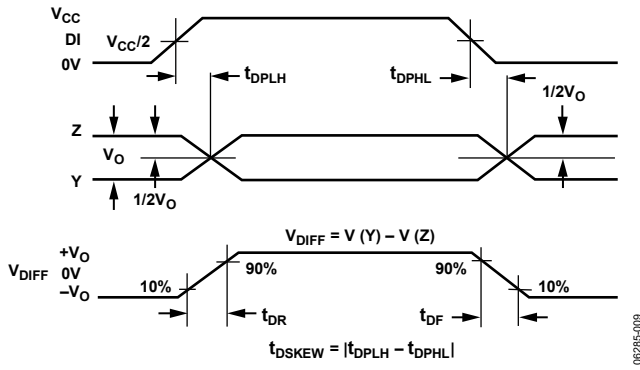 VCC
DI VCC/2
0V
tDPLH tDPHL
1/2VO
Z
VO
Y
1/2VO
VDIFF = V (Y) – V (Z)
+VO
VDIFF 0V
–VO
10% 90% 90% 10%
tDR tDF
tDSKEW = |tDPLH – tDPHL|
06285-009